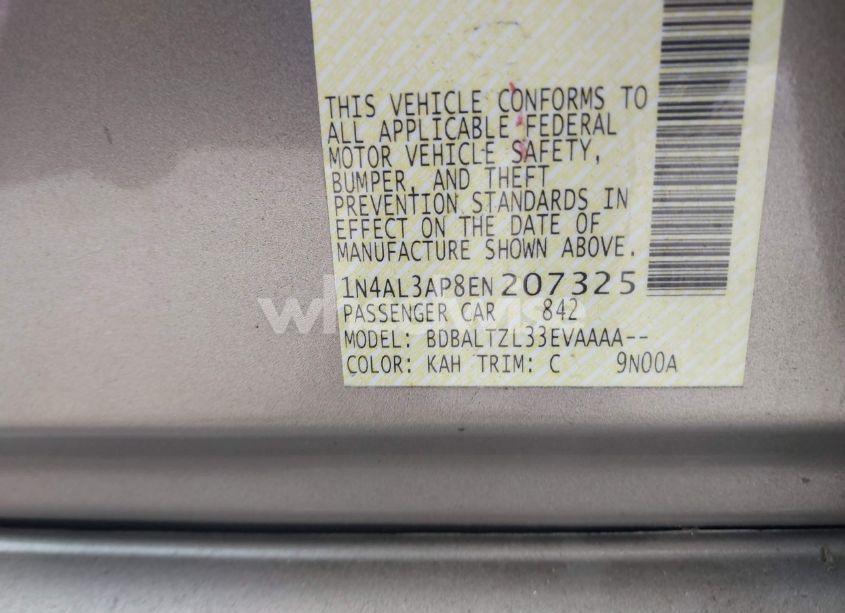 THIS VEHICLE CONFORMS TO
ALL APPLICABLE FEDERAL
MOTOR VEHICLE SAFETY,
BUMPER, AND THEFT
PREVENTION STANDARDS IN
EFFECT ON THE DATE OF
MANUFACTURE SHOWN ABOVE.
1N4AL3AP8EN207325
PASSENGER CAR 842
MODEL: BDBALTZL33EVAAAA--
COLOR: KAH TRIM: C 9N00A